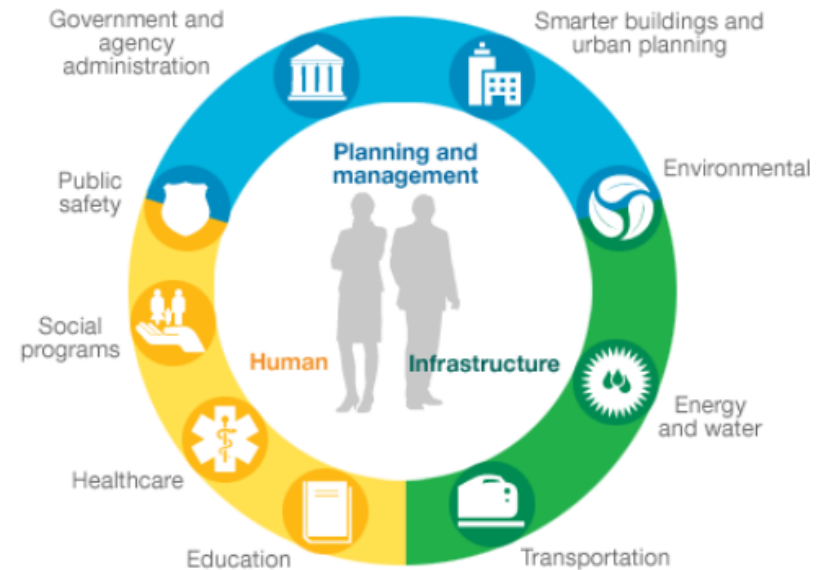 Government and
agency
administration
Smarter buildings and
urban planning
Planning and
management
Environmental
Public
safety
Social
programs
Human
Infrastructure
Energy
and water
Healthcare
Education
Transportation